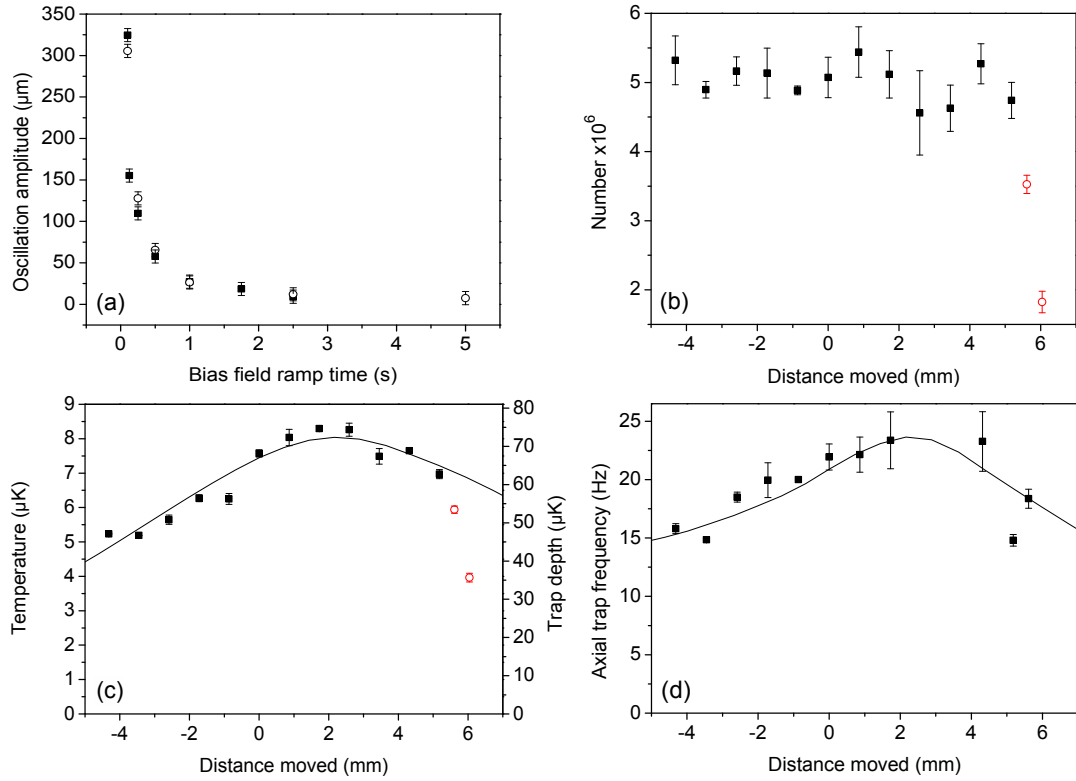 350
300
250
200
150
100
50
0
Oscillation amplitude (µm)
(a)
0 1 2 3 4 5
Bias field ramp time (s)
6
5
4
3
2
Number x10⁶
(b)
-4 -2 0 2 4 6
Distance moved (mm)
9
8
7
6
5
4
3
2
1
0
Temperature (µK)
80
70
60
50
40
30
20
10
0
Trap depth (µK)
(c)
-4 -2 0 2 4 6
Distance moved (mm)
25
20
15
10
5
0
Axial trap frequency (Hz)
(d)
-4 -2 0 2 4 6
Distance moved (mm)